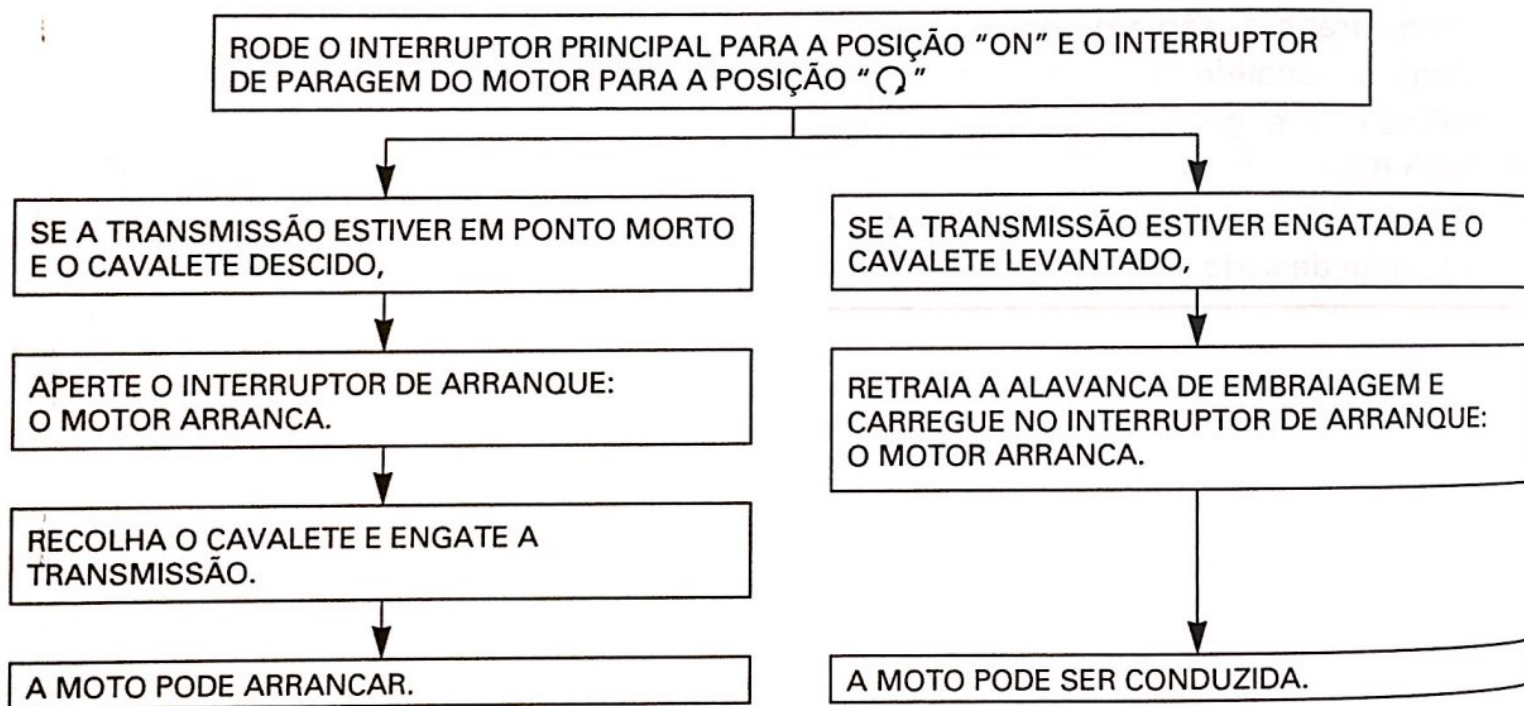 RODE O INTERRUPTOR PRINCIPAL PARA A POSIÇÃO "ON" E O INTERRUPTOR
DE PARAGEM DO MOTOR PARA A POSIÇÃO "↻"
SE A TRANSMISSÃO ESTIVER EM PONTO MORTO
E O CAVALETE DESCIDO,
APERTE O INTERRUPTOR DE ARRANQUE:
O MOTOR ARRANCA.
RECOLHA O CAVALETE E ENGATE A
TRANSMISSÃO.
A MOTO PODE ARRANCAR.
SE A TRANSMISSÃO ESTIVER ENGATADA E O
CAVALETE LEVANTADO,
RETRAIA A ALAVANCA DE EMBRAIAGEM E
CARREGUE NO INTERRUPTOR DE ARRANQUE:
O MOTOR ARRANCA.
A MOTO PODE SER CONDUZIDA.